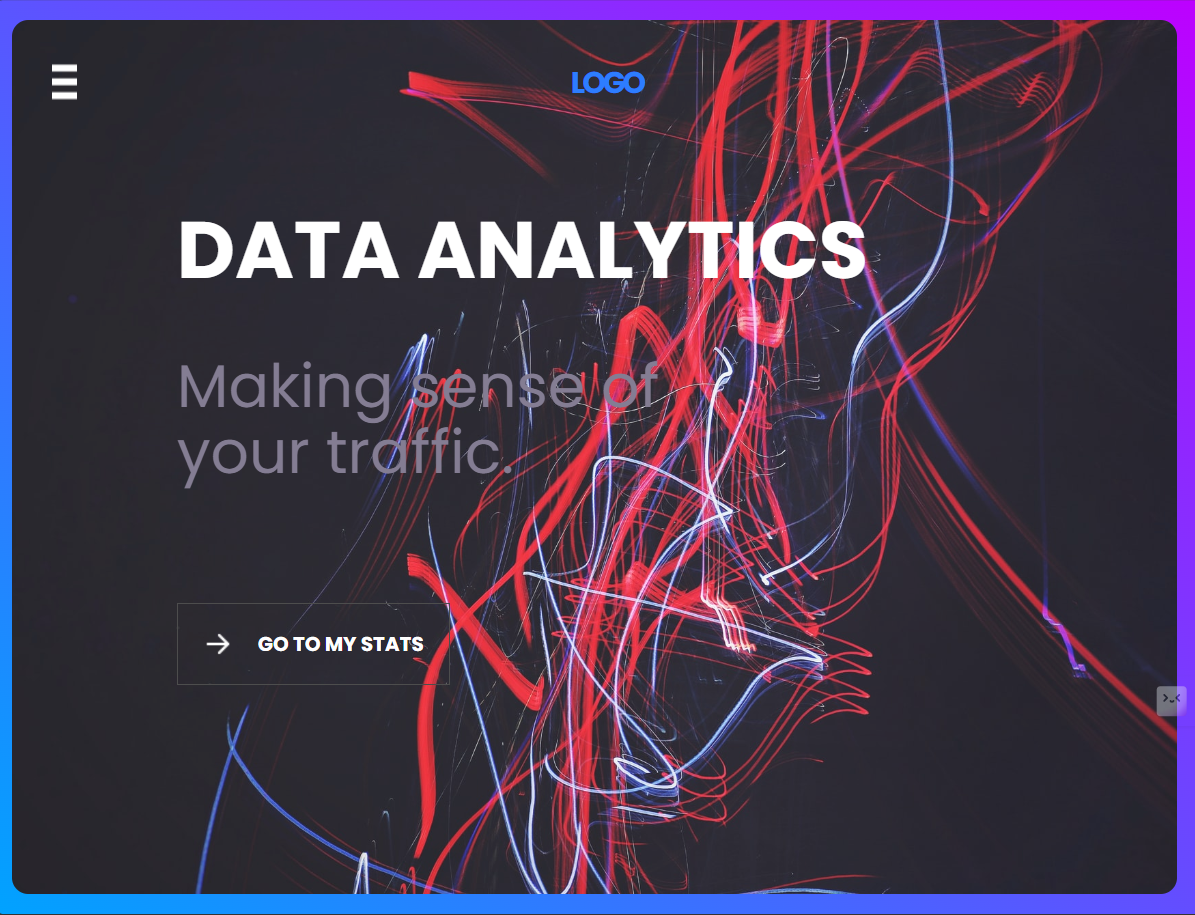 LOGO
DATA ANALYTICS
Making sense of
your traffic.
GO TO MY STATS